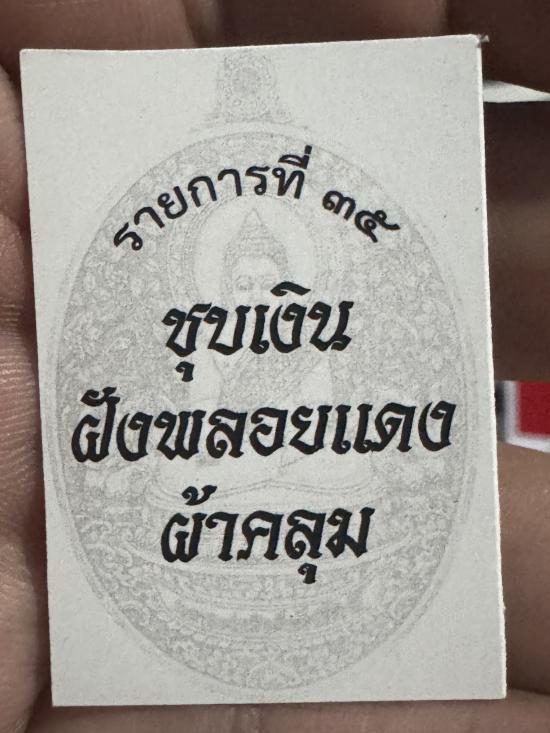 รายการที่ ๓๕
ชุบเงิน
ฝังพลอยแดง
ผ้าคลุม